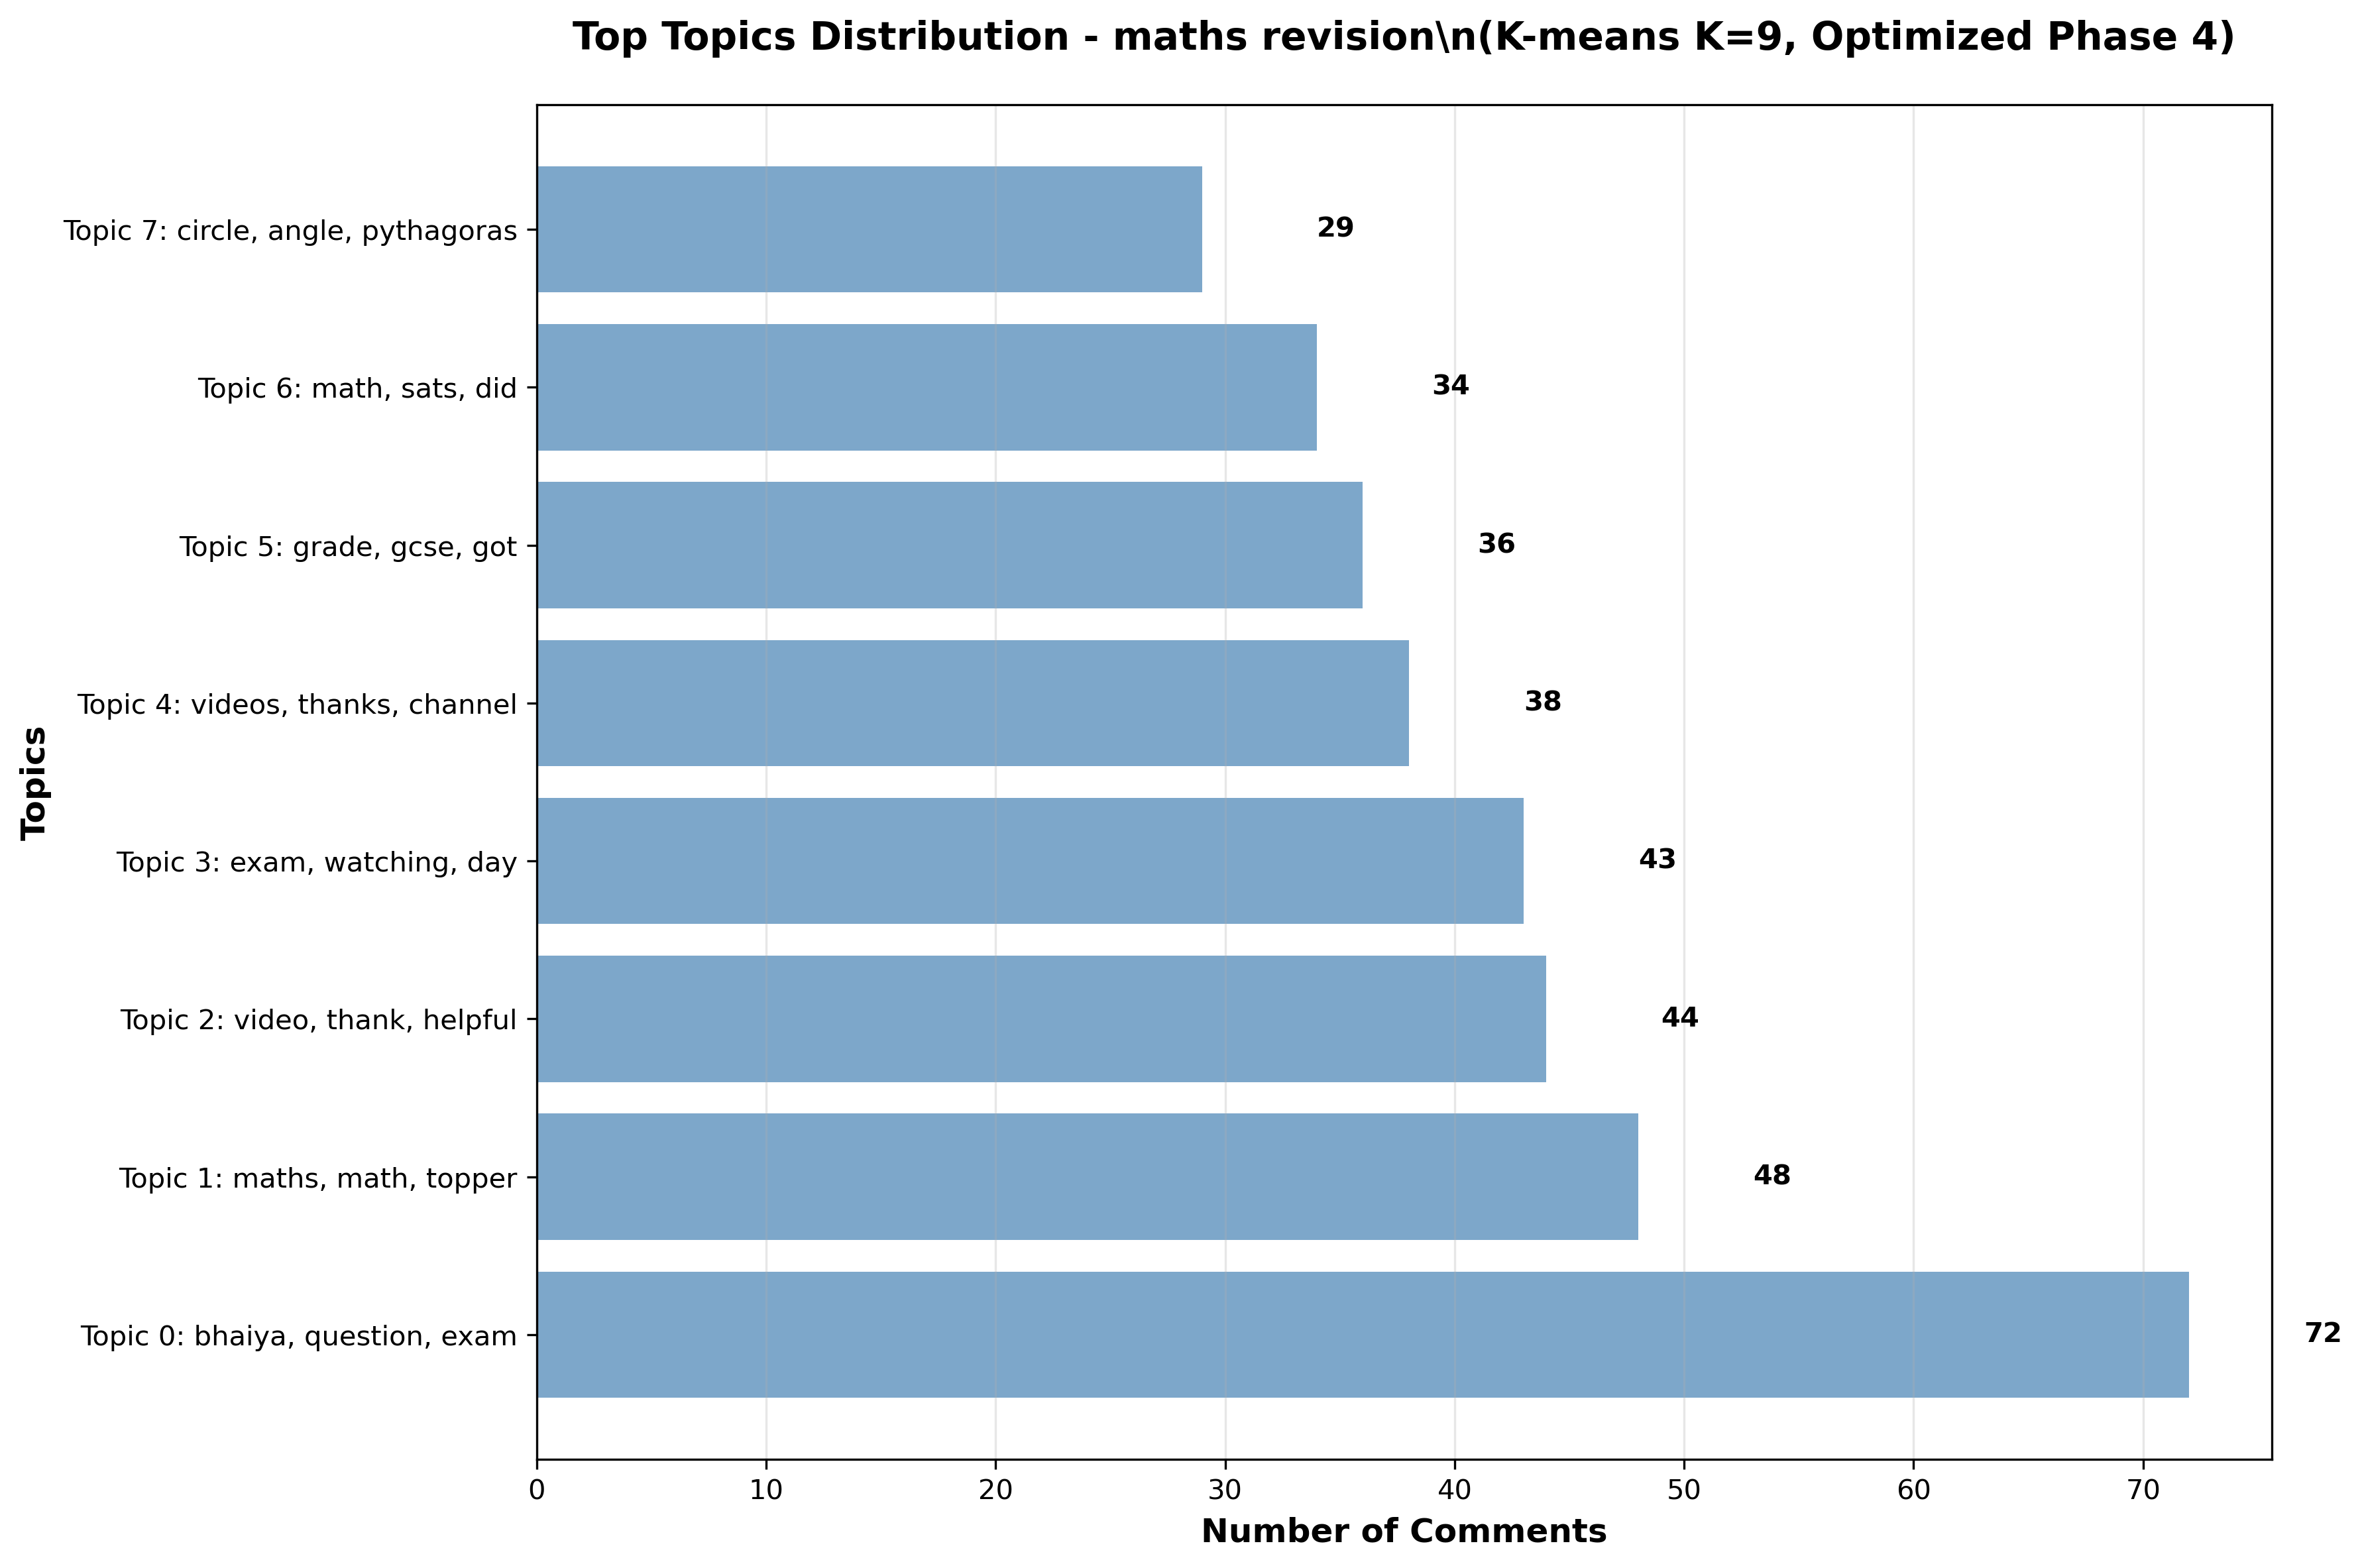 Top Topics Distribution - maths revision\n(K-means K=9, Optimized Phase 4)
Topics
Topic 7: circle, angle, pythagoras
29
Topic 6: math, sats, did
34
Topic 5: grade, gcse, got
36
Topic 4: videos, thanks, channel
38
Topic 3: exam, watching, day
43
Topic 2: video, thank, helpful
44
Topic 1: maths, math, topper
48
Topic 0: bhaiya, question, exam
72
0 10 20 30 40 50 60 70
Number of Comments